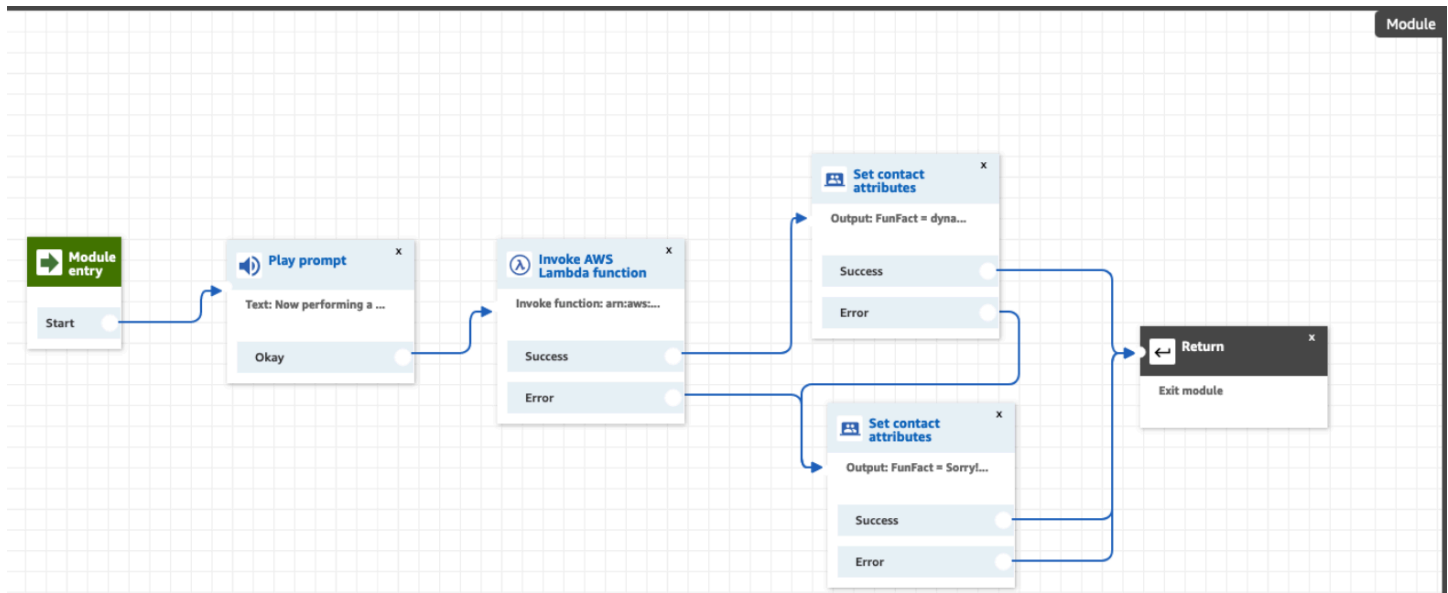 Module
Module
entry
Start
x
Play prompt
Text: Now performing a ...
Okay
x
Invoke AWS
Lambda function
Invoke function: arn:aws:...
Success
Error
x
Set contact
attributes
Output: FunFact = dyna...
Success
Error
x
Set contact
attributes
Output: FunFact = Sorry!...
Success
Error
x
Return
Exit module